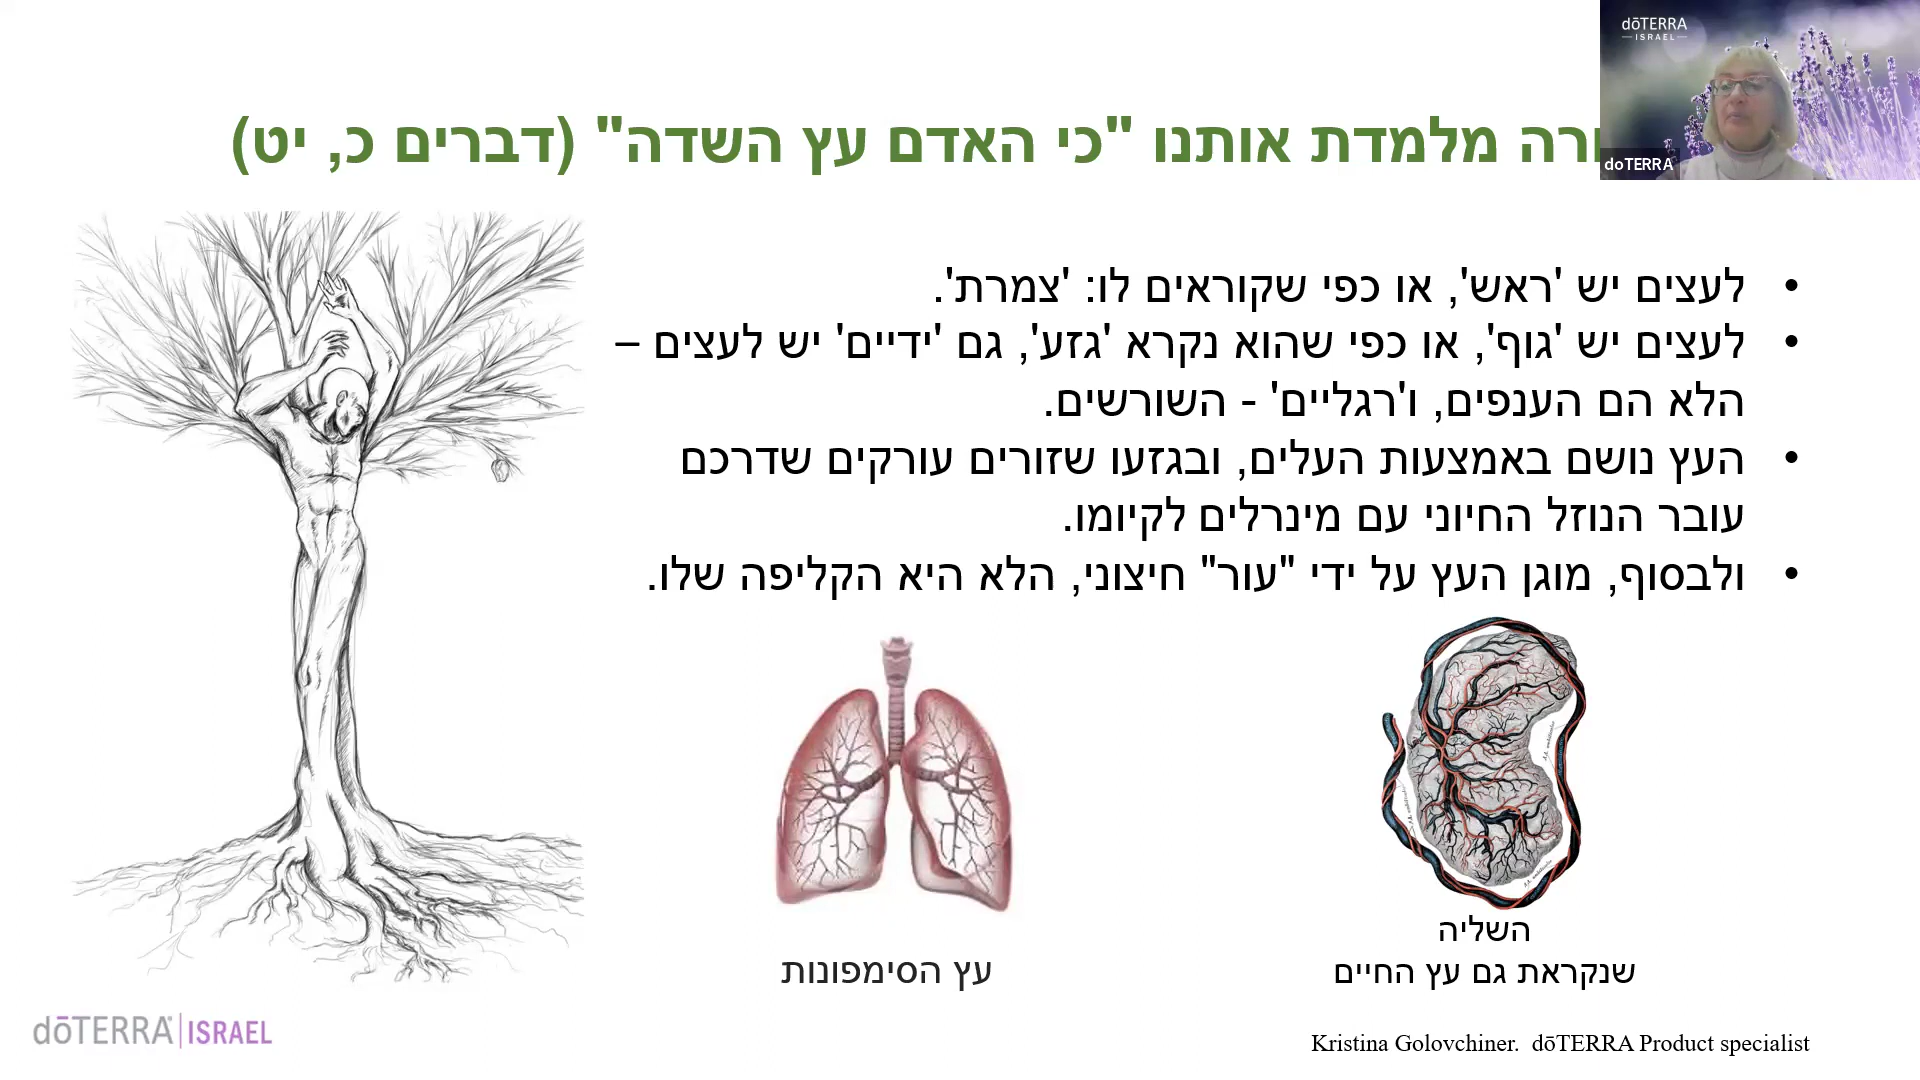 מלמדת אותנו "כי האדם עץ השדה" (דברים כ, יט)
dōTERRA
ISRAEL
doTERRA
• לעצים יש 'ראש', או כפי שקוראים לו: 'צמרת'.
• לעצים יש 'גוף', או כפי שהוא נקרא 'גזע', גם 'ידיים' יש לעצים –
הלא הם הענפים, ו'רגליים' - השורשים.
• העץ נושם באמצעות העלים, ובגזעו שזורים עורקים שדרכם
עובר הנוזל החיוני עם מינרלים לקיומו.
• ולבסוף, מוגן העץ על ידי "עור" חיצוני, הלא היא הקליפה שלו.
השליה
שנקראת גם עץ החיים
עץ הסימפונות
dōTERRA | ISRAEL
Kristina Golovchiner. dōTERRA Product specialist